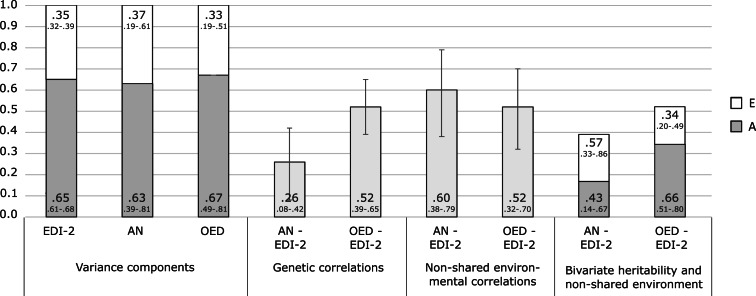 1.0
0.9
0.8
0.7
0.6
0.5
0.4
0.3
0.2
0.1
0.0
.35
.32-.39
.37
.19-.61
.33
.19-.51
.65
.61-.68
.63
.39-.81
.67
.49-.81
.26
.08-.42
.52
.39-.65
.60
.38-.79
.52
.32-.70
.57
.33-.86
.43
.14-.67
.34
.20-.49
.66
.51-.80
E
A
EDI-2
AN
OED
AN -
EDI-2
OED -
EDI-2
AN -
EDI-2
OED -
EDI-2
AN -
EDI-2
OED -
EDI-2
Variance components
Genetic correlations
Non-shared environ-
mental correlations
Bivariate heritability and
non-shared environment